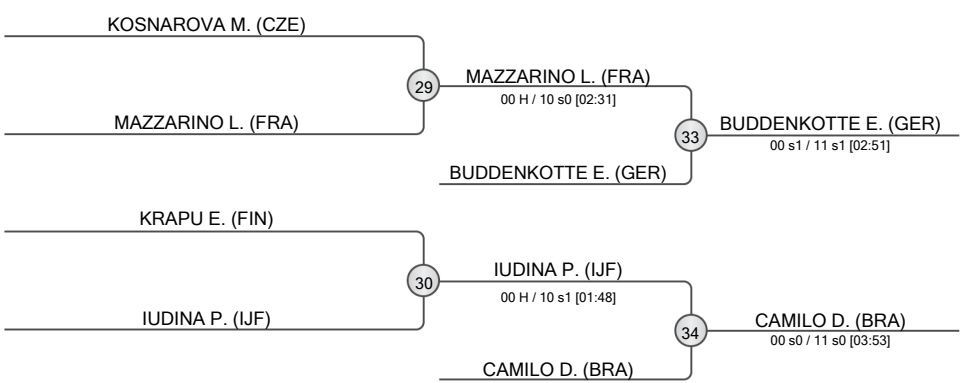 KOSNAROVA M. (CZE)
29
MAZZARINO L. (FRA)
00 H / 10 s0 [02:31]
MAZZARINO L. (FRA)
33
BUDDENKOTTE E. (GER)
00 s1 / 11 s1 [02:51]
BUDDENKOTTE E. (GER)
KRAPU E. (FIN)
30
IUDINA P. (IJF)
00 H / 10 s1 [01:48]
IUDINA P. (IJF)
34
CAMILO D. (BRA)
00 s0 / 11 s0 [03:53]
CAMILO D. (BRA)